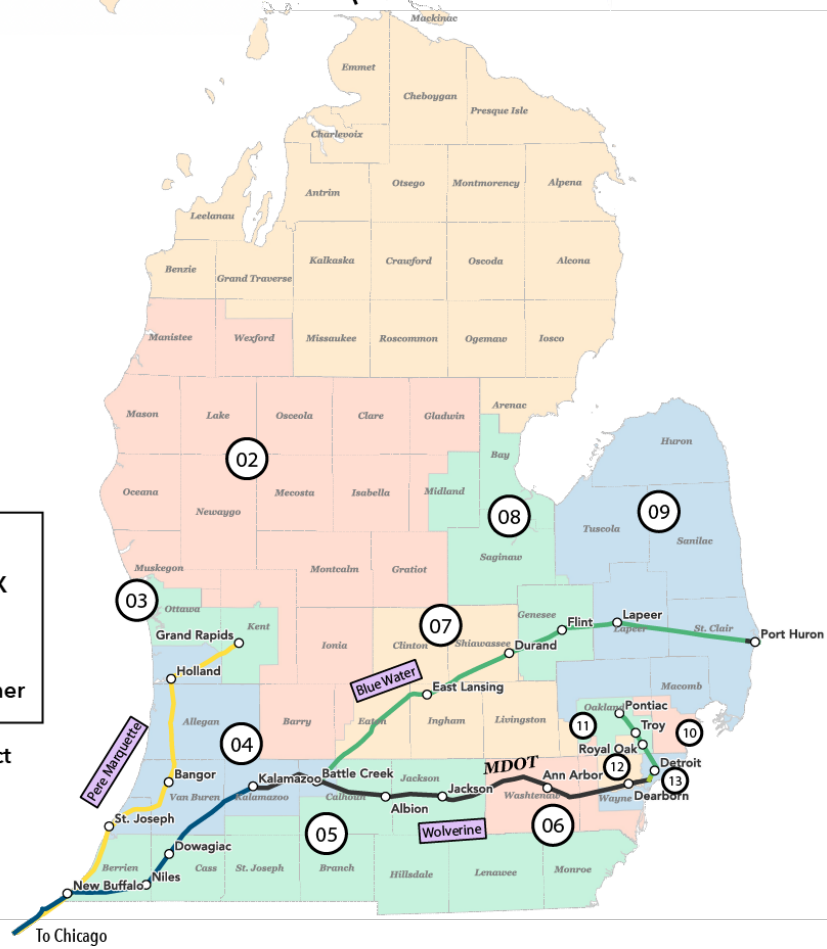 Mackinac
Emmet
Cheboygan
Presque Isle
Charlevoix
Antrim
Otsego
Montmorency
Alpena
Leelanau
Benzie
Grand Traverse
Kalkaska
Crawford
Oscoda
Alcona
Manistee
Wexford
Missaukee
Roscommon
Ogemaw
Iosco
Mason
Lake
Osceola
Clare
Gladwin
Arenac
Huron
02
Bay
Oceana
Newaygo
Mecosta
Isabella
Midland
08
09
Tuscola
Sanilac
Saginaw
Muskegon
Montcalm
Gratiot
X
03
Ottawa
Kent
07
Genesee
Flint
Lapeer
Lapeer
St. Clair
Port Huron
Grand Rapids
Ionia
Clinton
Shiawassee
Durand
Holland
Blue Water
East Lansing
Macomb
her
Allegan
Barry
Eaton
Ingham
Livingston
Oakland
Pontiac
11
Troy
10
ct
04
Royal Oak
Pere Marquette
MDOT
12
Detroit
Bangor
Kalamazoo
Battle Creek
Jackson
Ann Arbor
13
Van Buren
Kalamazoo
Calhoun
Jackson
Washtenaw
Wayne
Dearborn
Albion
St. Joseph
05
Wolverine
06
Dowagiac
Berrien
Cass
St. Joseph
Branch
Hillsdale
Lenawee
Monroe
Niles
New Buffalo
To Chicago